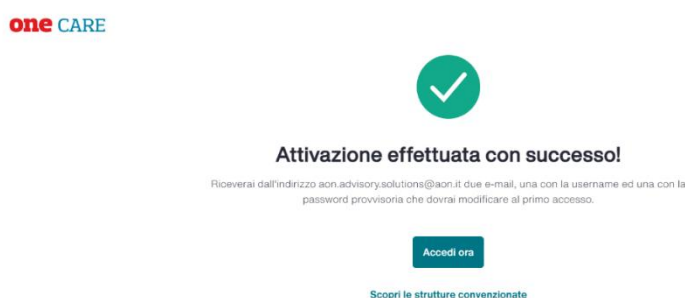 one CARE
Attivazione effettuata con successo!
Riceverai dall'indirizzo aon.advisory.solutions@aon.it due e-mail, una con la username ed una con la
password provvisoria che dovrai modificare al primo accesso.
Accedi ora
Scopri le strutture convenzionate